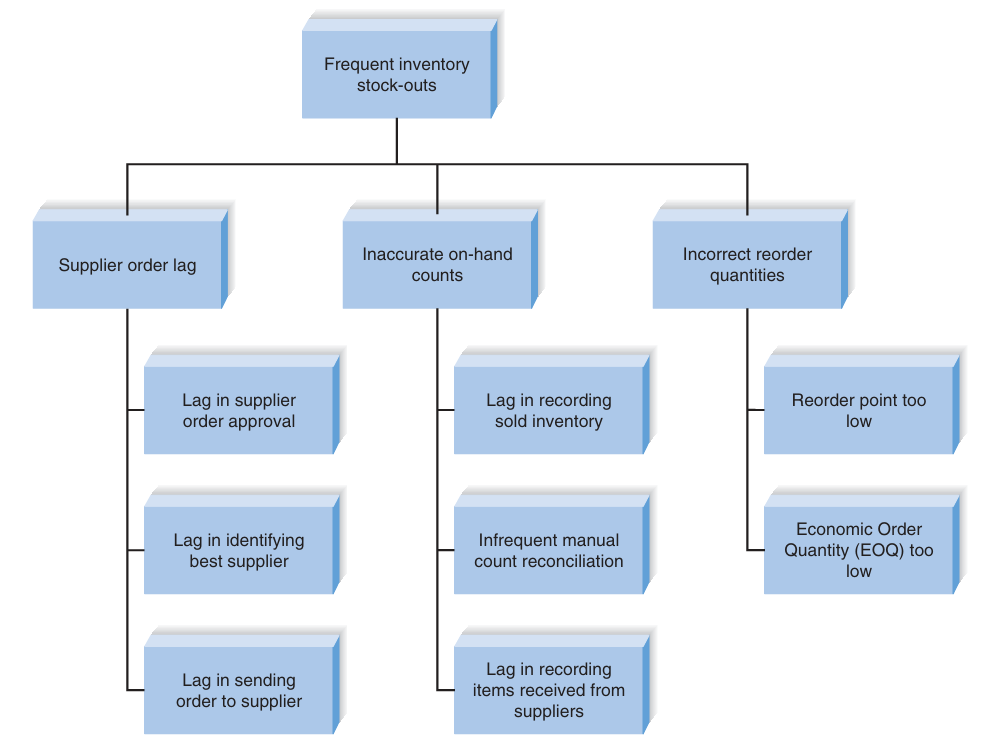 Frequent inventory
stock-outs
Supplier order lag
Inaccurate on-hand
counts
Incorrect reorder
quantities
Lag in supplier
order approval
Lag in identifying
best supplier
Lag in sending
order to supplier
Lag in recording
sold inventory
Infrequent manual
count reconciliation
Lag in recording
items received from
suppliers
Reorder point too
low
Economic Order
Quantity (EOQ) too
low